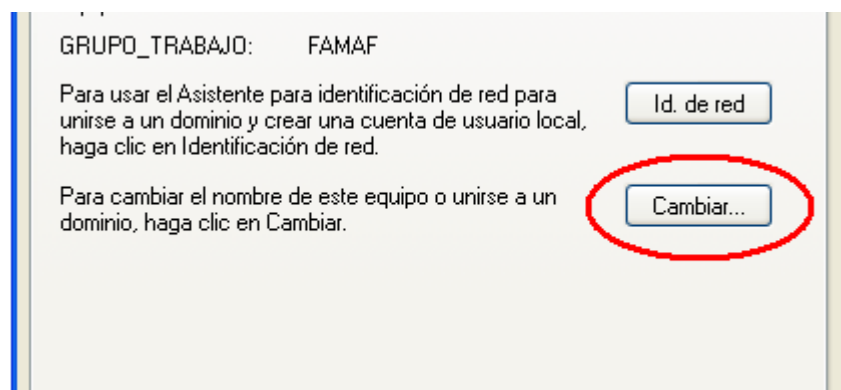 GRUPO_TRABAJO: FAMAF
Para usar el Asistente para identificación de red para
unirse a un dominio y crear una cuenta de usuario local,
haga clic en Identificación de red.
Id. de red
Para cambiar el nombre de este equipo o unirse a un
dominio, haga clic en Cambiar.
Cambiar...